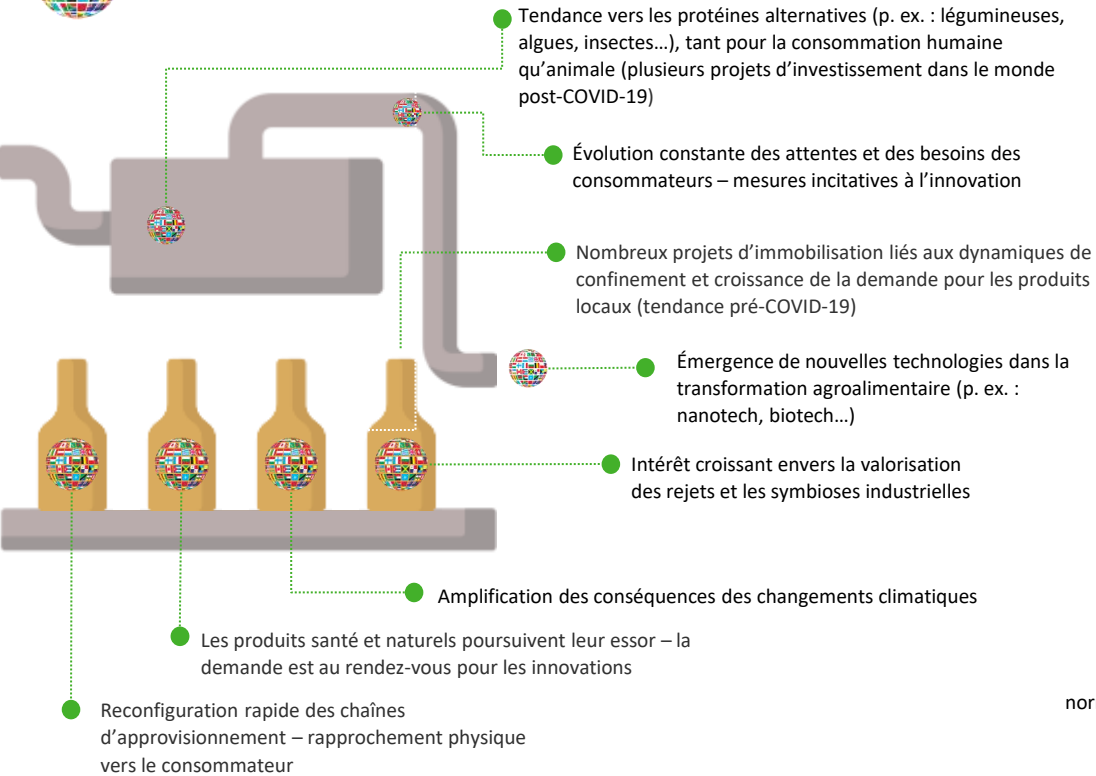 Tendance vers les protéines alternatives (p. ex. : légumineuses,
algues, insectes…), tant pour la consommation humaine
qu’animale (plusieurs projets d’investissement dans le monde
post-COVID-19)
Évolution constante des attentes et des besoins des
consommateurs – mesures incitatives à l’innovation
Nombreux projets d’immobilisation liés aux dynamiques de
confinement et croissance de la demande pour les produits
locaux (tendance pré-COVID-19)
Émergence de nouvelles technologies dans la
transformation agroalimentaire (p. ex. :
nanotech, biotech…)
Intérêt croissant envers la valorisation
des rejets et les symbioses industrielles
Amplification des conséquences des changements climatiques
Les produits santé et naturels poursuivent leur essor – la
demande est au rendez-vous pour les innovations
Reconfiguration rapide des chaînes
d’approvisionnement – rapprochement physique
vers le consommateur
nor